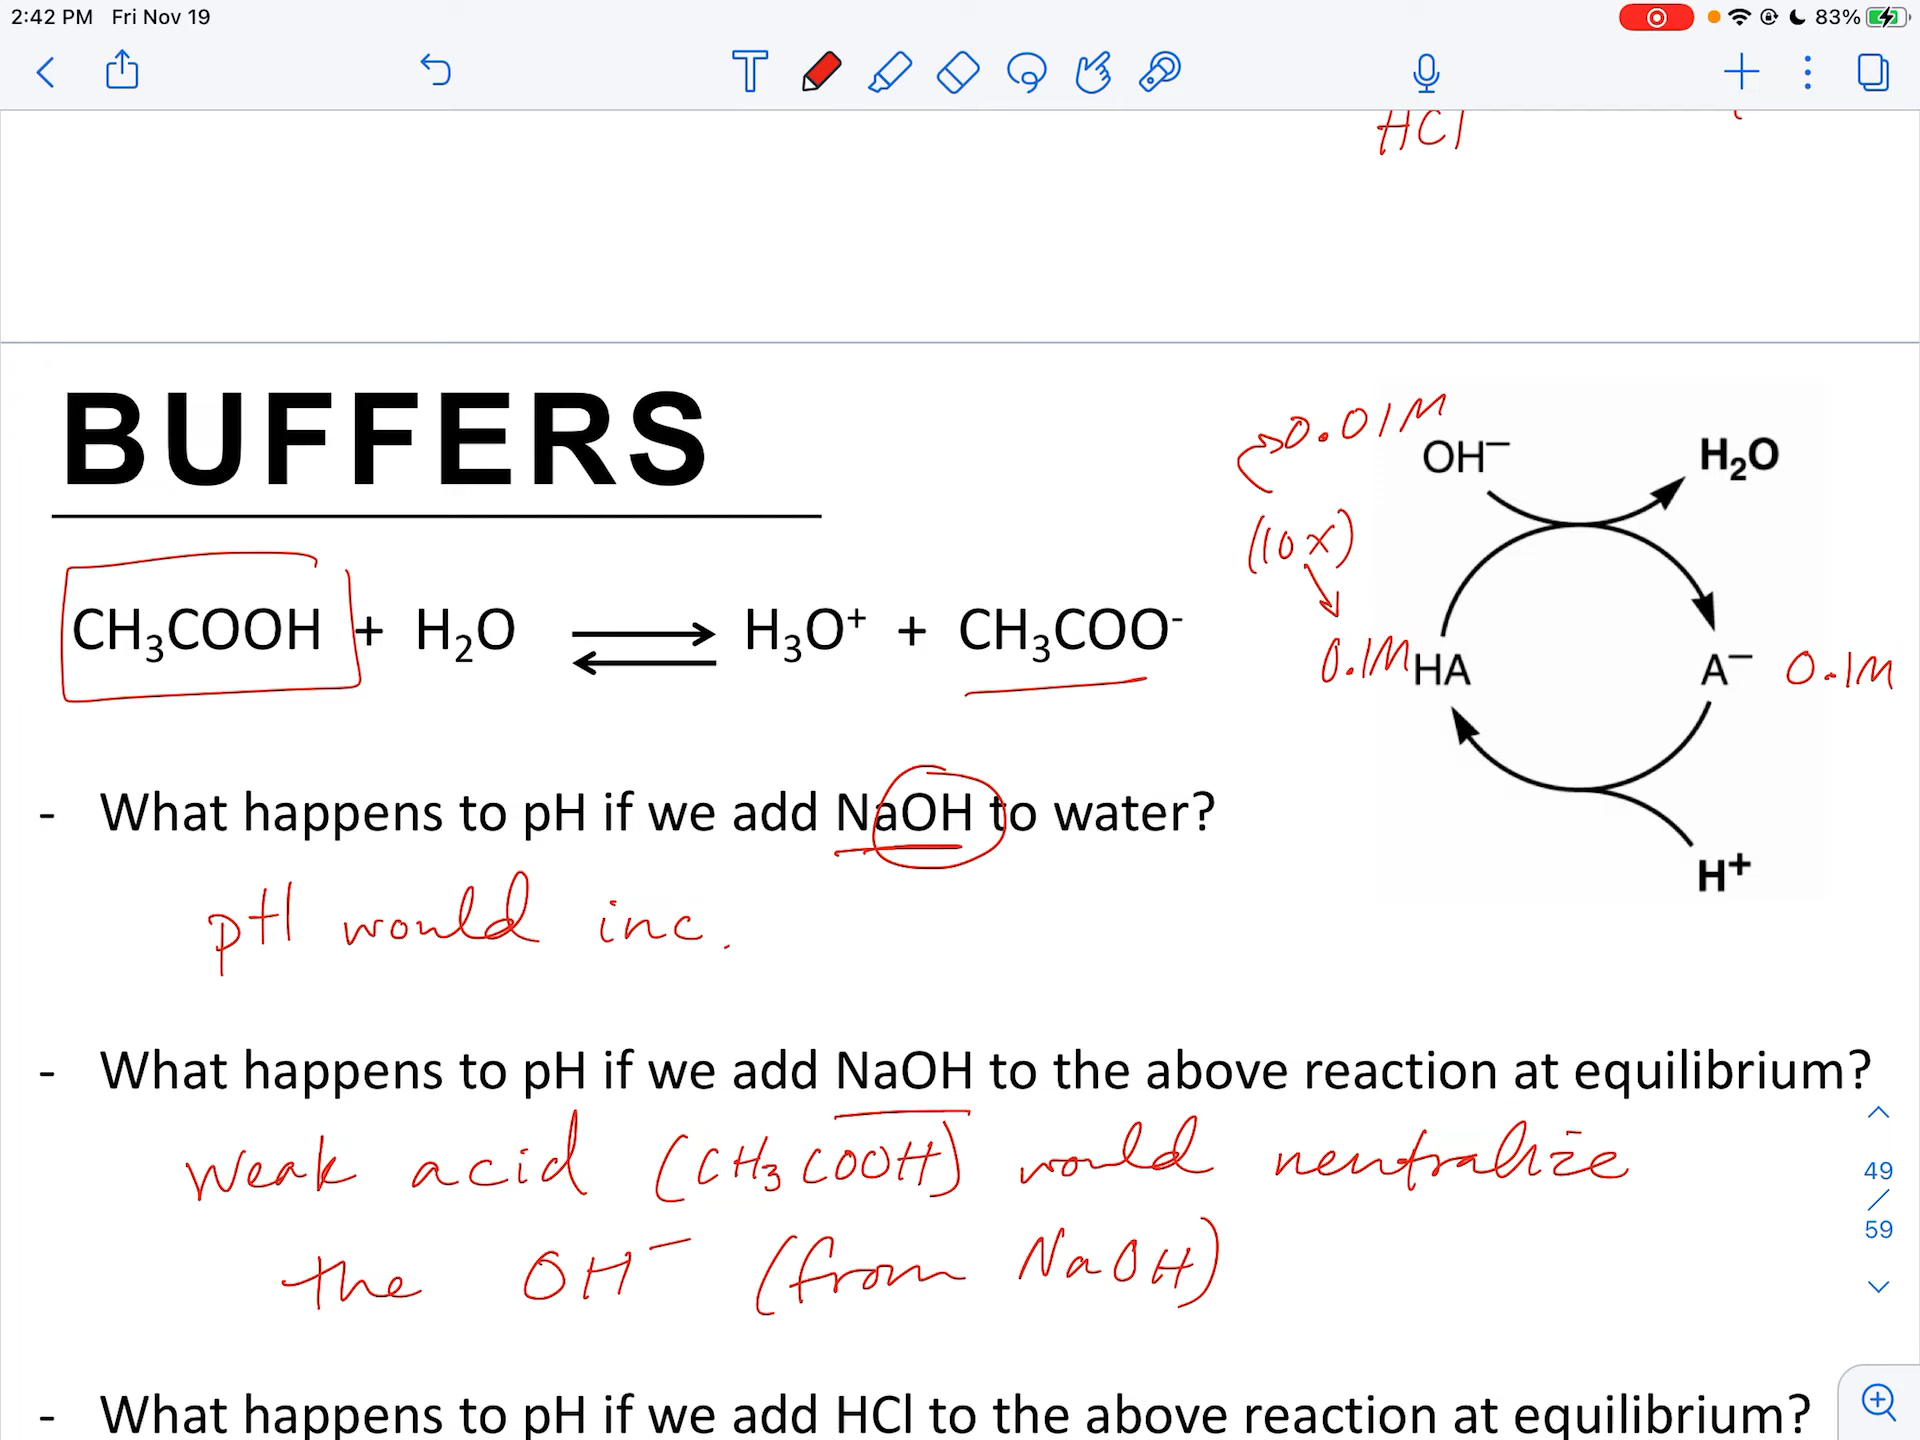 2:42 PM Fri Nov 19
83%
T
HCl
BUFFERS
0.01M
OH⁻
H₂O
(10x)
CH₃COOH + H₂O ⇌ H₃O⁺ + CH₃COO⁻
0.1M HA
A⁻ 0.1M
- What happens to pH if we add NaOH to water?
H⁺
pH would inc.
- What happens to pH if we add NaOH to the above reaction at equilibrium?
Weak acid (CH₃COOH) would neutralize
49
/
59
the OH⁻ (from NaOH)
- What happens to pH if we add HCl to the above reaction at equilibrium?